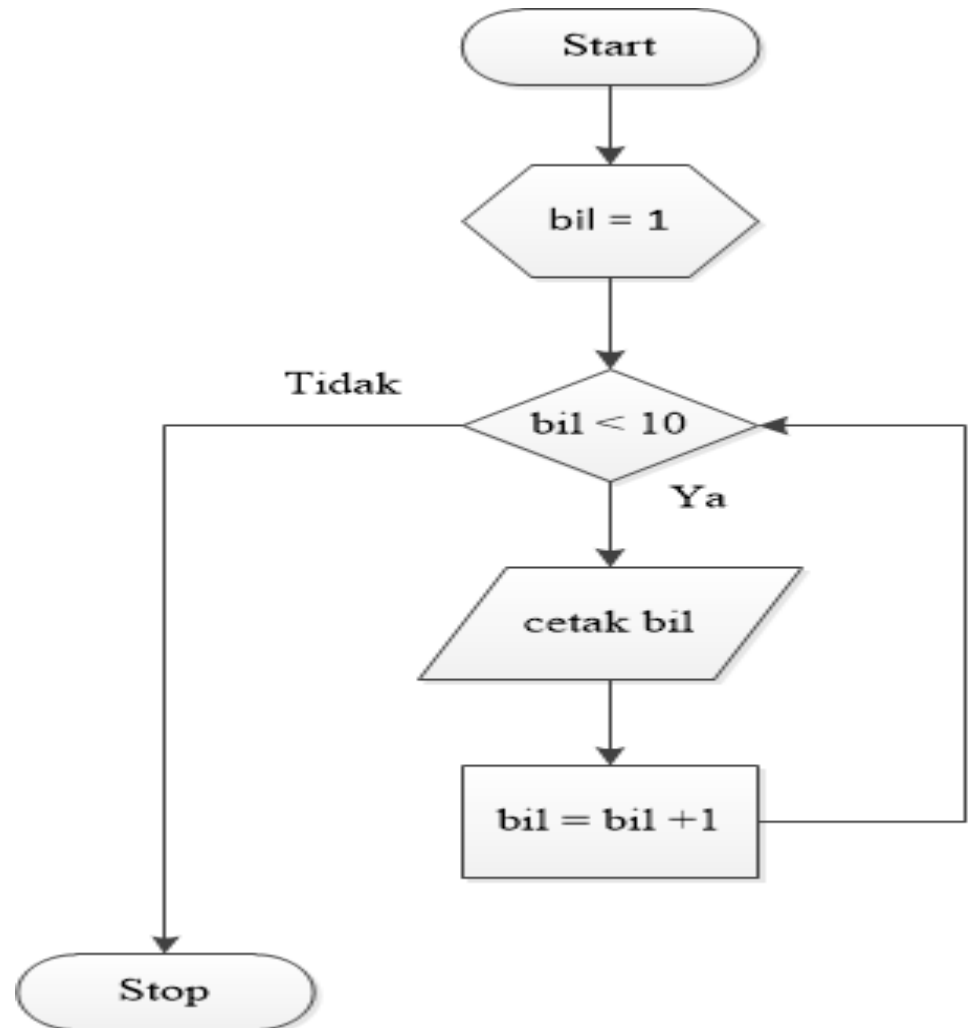 Start
bil = 1
Tidak
bil < 10
Ya
cetak bil
bil = bil +1
Stop